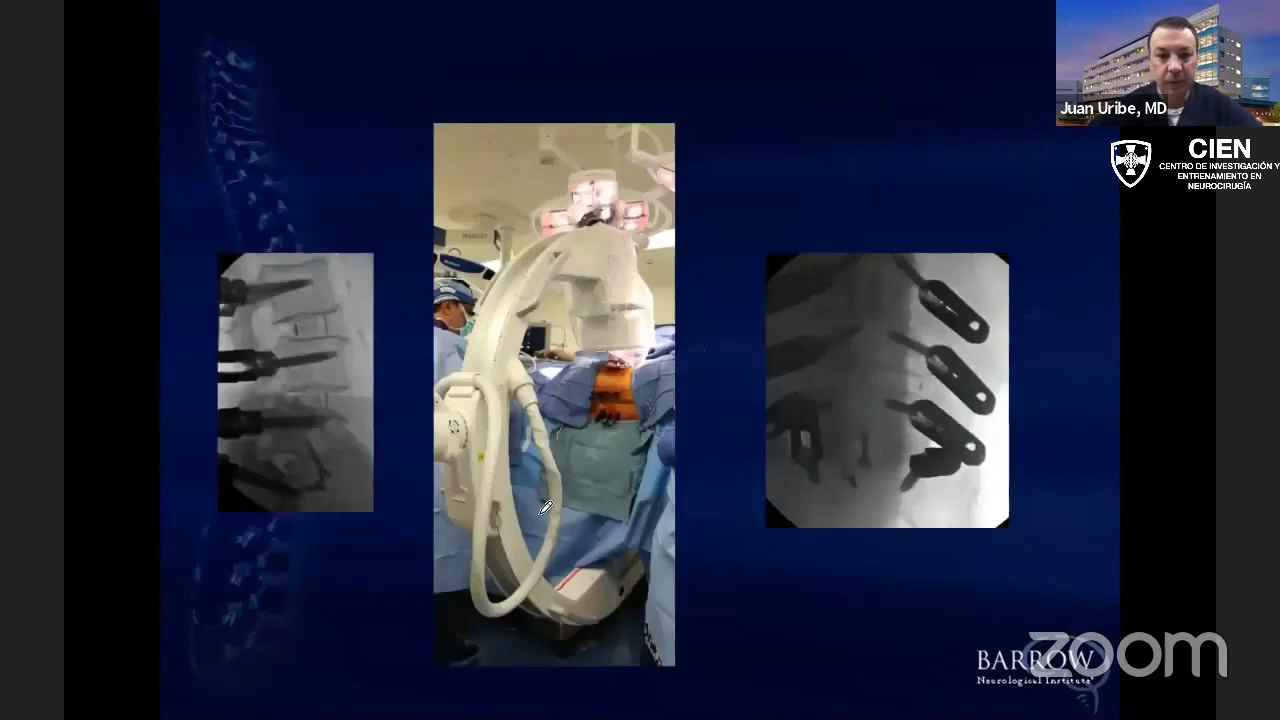 Juan Uribe, MD
CIEN
CENTRO DE INVESTIGACIÓN Y
ENTRENAMIENTO EN
NEUROCIRUGÍA
BARROW
Neurological Institute
zoom